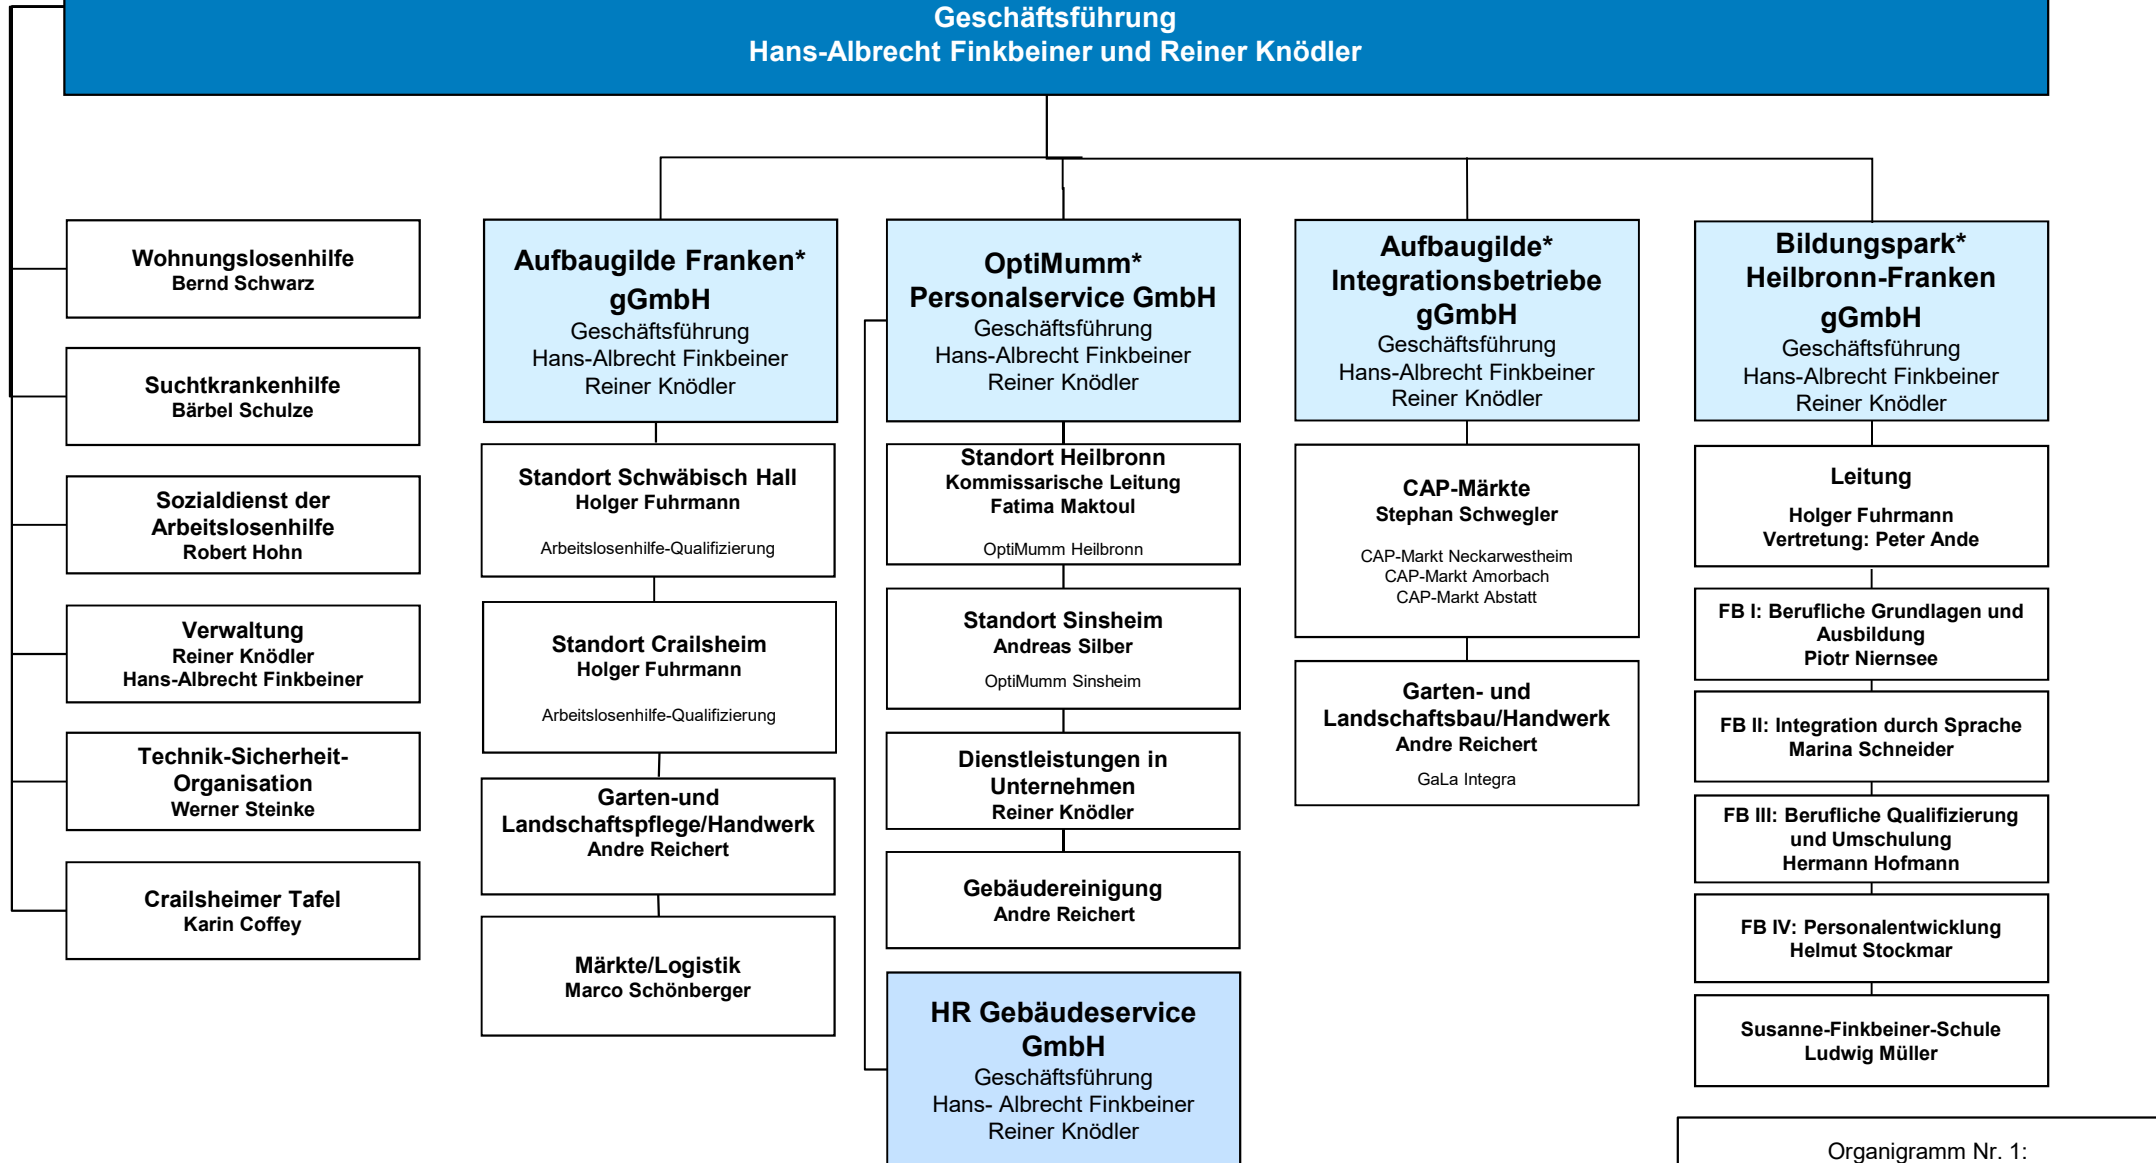 Geschäftsführung
Hans-Albrecht Finkbeiner und Reiner Knödler
Wohnungslosenhilfe
Bernd Schwarz
Suchtkrankenhilfe
Bärbel Schulze
Sozialdienst der
Arbeitslosenhilfe
Robert Hohn
Verwaltung
Reiner Knödler
Hans-Albrecht Finkbeiner
Technik-Sicherheit-
Organisation
Werner Steinke
Crailsheimer Tafel
Karin Coffey
Aufbaugilde Franken*
gGmbH
Geschäftsführung
Hans-Albrecht Finkbeiner
Reiner Knödler
Standort Schwäbisch Hall
Holger Fuhrmann
Arbeitslosenhilfe-Qualifizierung
Standort Crailsheim
Holger Fuhrmann
Arbeitslosenhilfe-Qualifizierung
Garten-und
Landschaftspflege/Handwerk
Andre Reichert
Märkte/Logistik
Marco Schönberger
OptiMumm*
Personalservice GmbH
Geschäftsführung
Hans-Albrecht Finkbeiner
Reiner Knödler
Standort Heilbronn
Kommissarische Leitung
Fatima Maktoul
OptiMumm Heilbronn
Standort Sinsheim
Andreas Silber
OptiMumm Sinsheim
Dienstleistungen in
Unternehmen
Reiner Knödler
Gebäudereinigung
Andre Reichert
HR Gebäudeservice
GmbH
Geschäftsführung
Hans- Albrecht Finkbeiner
Reiner Knödler
Aufbaugilde*
Integrationsbetriebe
gGmbH
Geschäftsführung
Hans-Albrecht Finkbeiner
Reiner Knödler
CAP-Märkte
Stephan Schwegler
CAP-Markt Neckarwestheim
CAP-Markt Amorbach
CAP-Markt Abstatt
Garten- und
Landschaftsbau/Handwerk
Andre Reichert
GaLa Integra
Bildungspark*
Heilbronn-Franken
gGmbH
Geschäftsführung
Hans-Albrecht Finkbeiner
Reiner Knödler
Leitung
Holger Fuhrmann
Vertretung: Peter Ande
FB I: Berufliche Grundlagen und
Ausbildung
Piotr Niernsee
FB II: Integration durch Sprache
Marina Schneider
FB III: Berufliche Qualifizierung
und Umschulung
Hermann Hofmann
FB IV: Personalentwicklung
Helmut Stockmar
Susanne-Finkbeiner-Schule
Ludwig Müller
Organigramm Nr. 1: